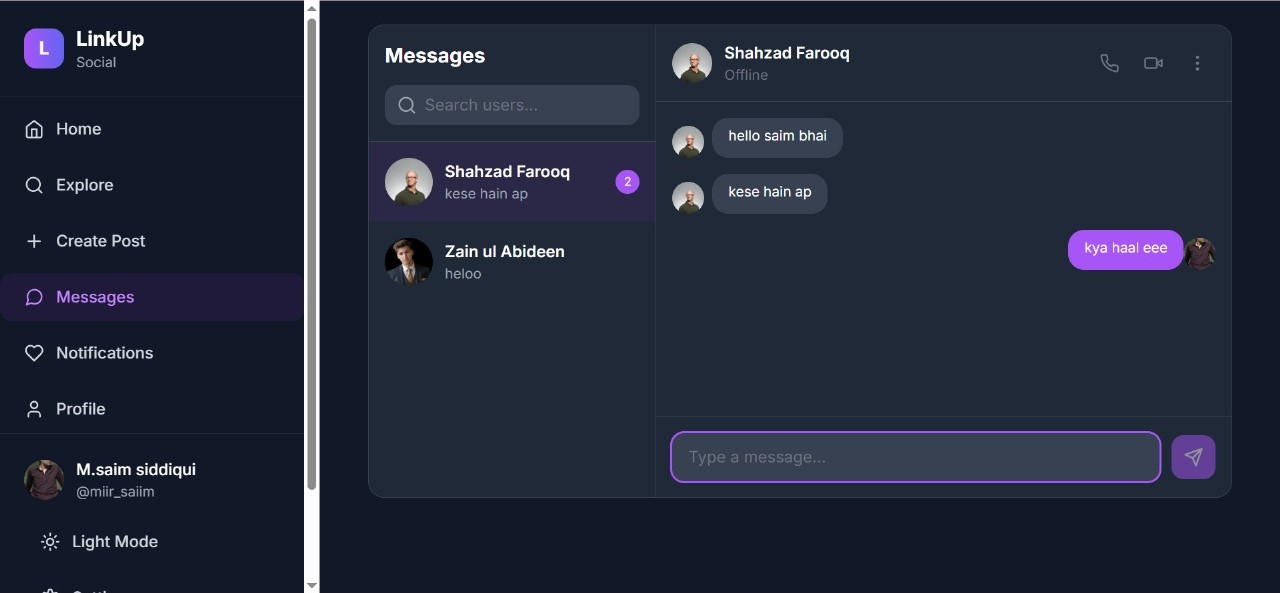 L
LinkUp
Social
Home
Explore
Create Post
Messages
Notifications
Profile
M.saim siddiqui
@miir_saiim
Light Mode
Messages
Search users...
Shahzad Farooq
kese hain ap
2
Zain ul Abideen
heloo
Shahzad Farooq
Offline
hello saim bhai
kese hain ap
kya haal eee
Type a message...